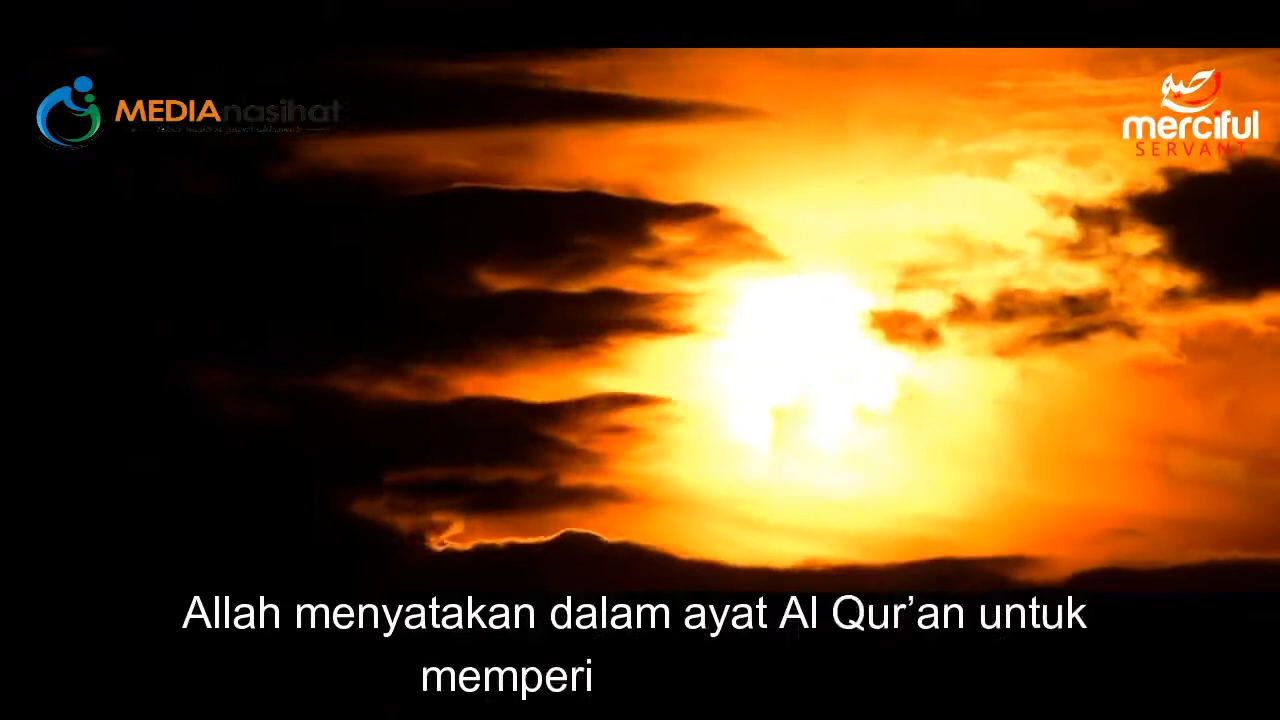 MEDIAnasihat
merciful
SERVANT
Allah menyatakan dalam ayat Al Qur’an untuk
memperi